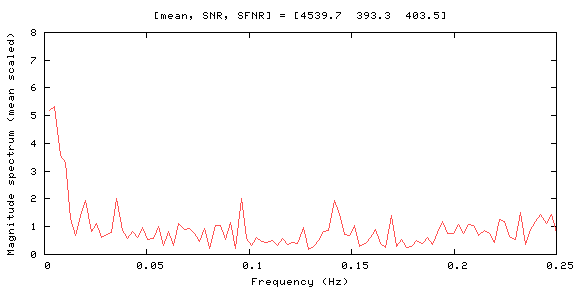 [mean, SNR, SFNR] = [4539.7  393.3  403.5]
Magnitude spectrum (mean scaled)
8
7
6
5
4
3
2
1
0
0 0.05 0.1 0.15 0.2 0.25
Frequency (Hz)